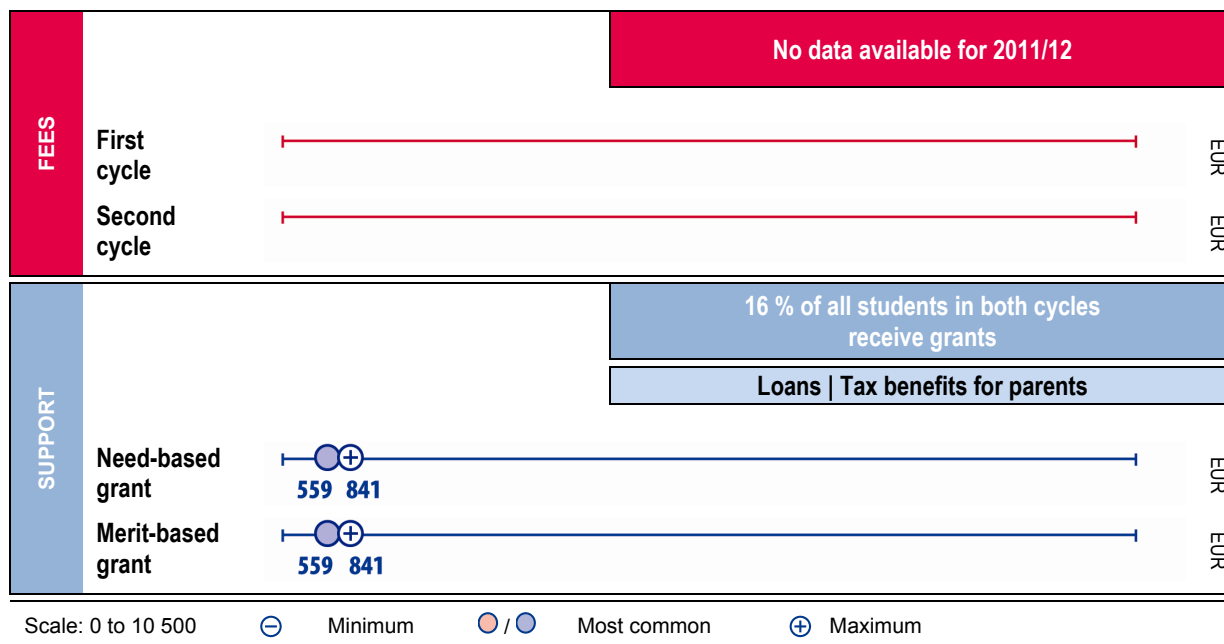 No data available for 2011/12
FEES
First
cycle
EUR
Second
cycle
EUR
16 % of all students in both cycles
receive grants
Loans | Tax benefits for parents
SUPPORT
Need-based
grant
559 841
EUR
Merit-based
grant
559 841
EUR
Scale: 0 to 10 500 Minimum / Most common Maximum